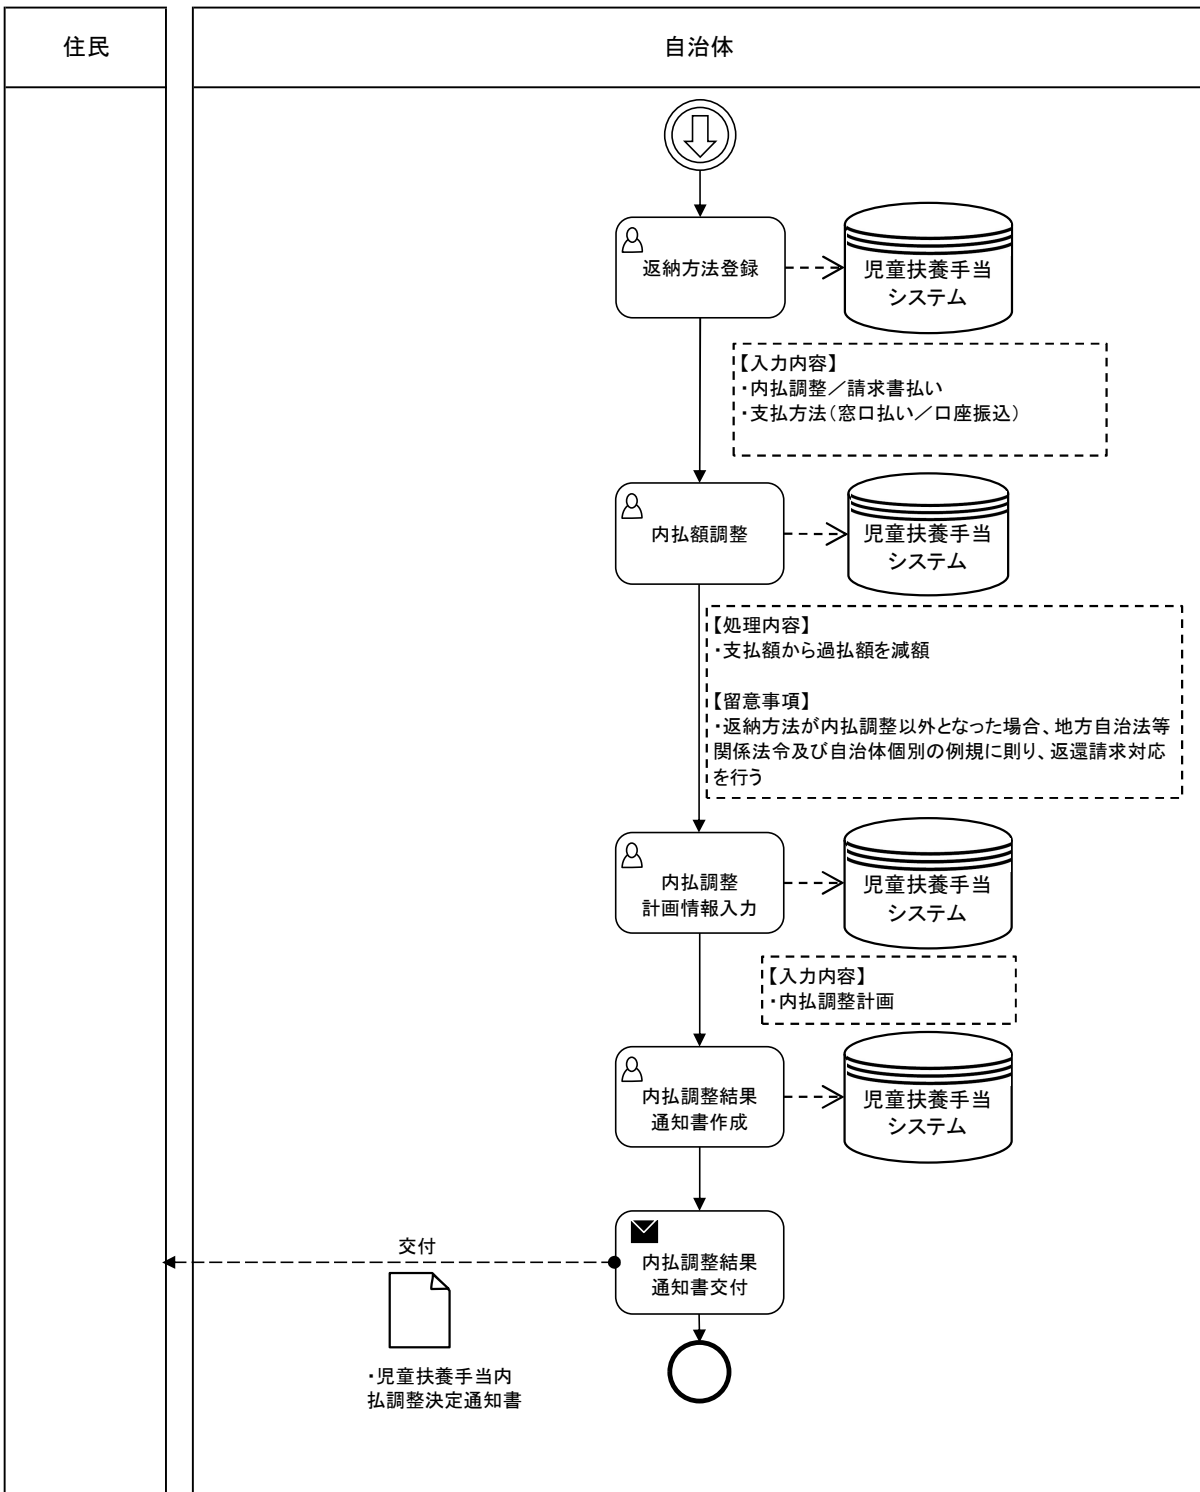 住民
自治体
返納方法登録
児童扶養手当
システム
【入力内容】
・内払調整／請求書払い
・支払方法（窓口払い／口座振込）
内払額調整
児童扶養手当
システム
【処理内容】
・支払額から過払額を減額
【留意事項】
・返納方法が内払調整以外となった場合、地方自治法等
関係法令及び自治体個別の例規に則り、返還請求対応
を行う
内払調整
計画情報入力
児童扶養手当
システム
【入力内容】
・内払調整計画
内払調整結果
通知書作成
児童扶養手当
システム
内払調整結果
通知書交付
交付
・児童扶養手当内
払調整決定通知書